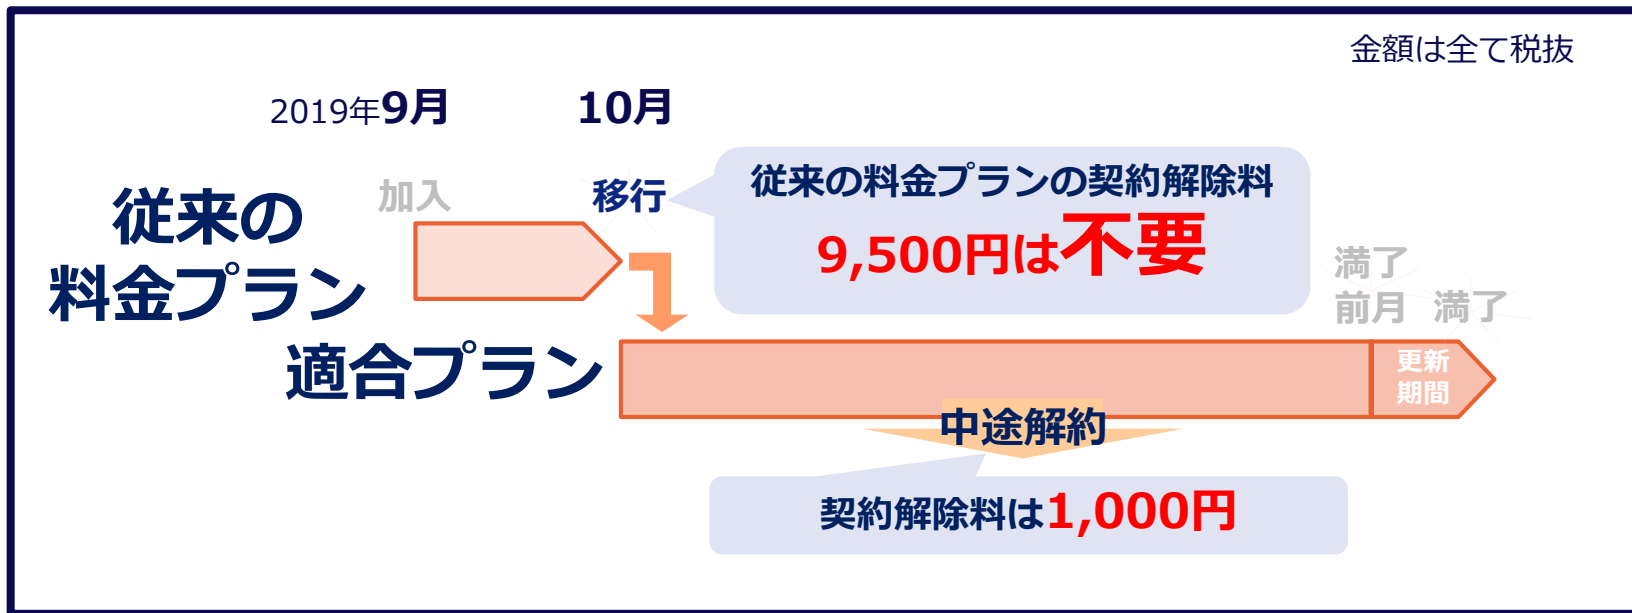 金額は全て税抜
2019年9月
10月
加入
移行
従来の料金プランの契約解除料
9,500円は不要
従来の
料金プラン
満了
前月
満了
適合プラン
更新
期間
中途解約
契約解除料は1,000円